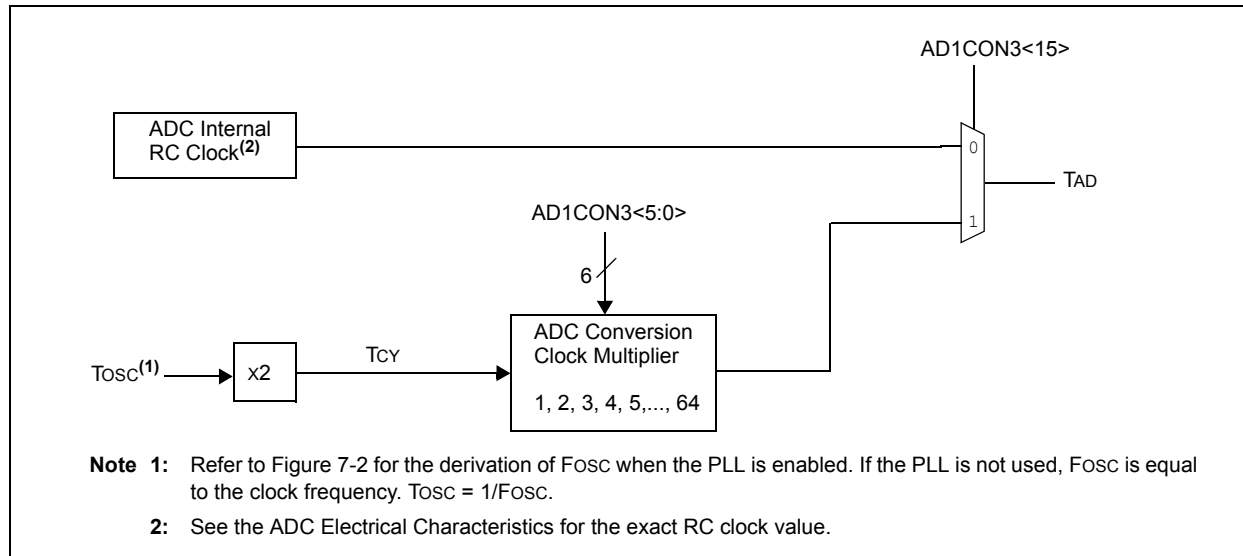 AD1CON3<15>
ADC Internal
RC Clock(2)
0
TAD
AD1CON3<5:0>
1
6
ADC Conversion
Clock Multiplier
TOSC(1)
X2
TCY
1, 2, 3, 4, 5,..., 64
Note 1: Refer to Figure 7-2 for the derivation of FOSC when the PLL is enabled. If the PLL is not used, FOSC is equal
to the clock frequency. TOSC = 1/FOSC.
2: See the ADC Electrical Characteristics for the exact RC clock value.